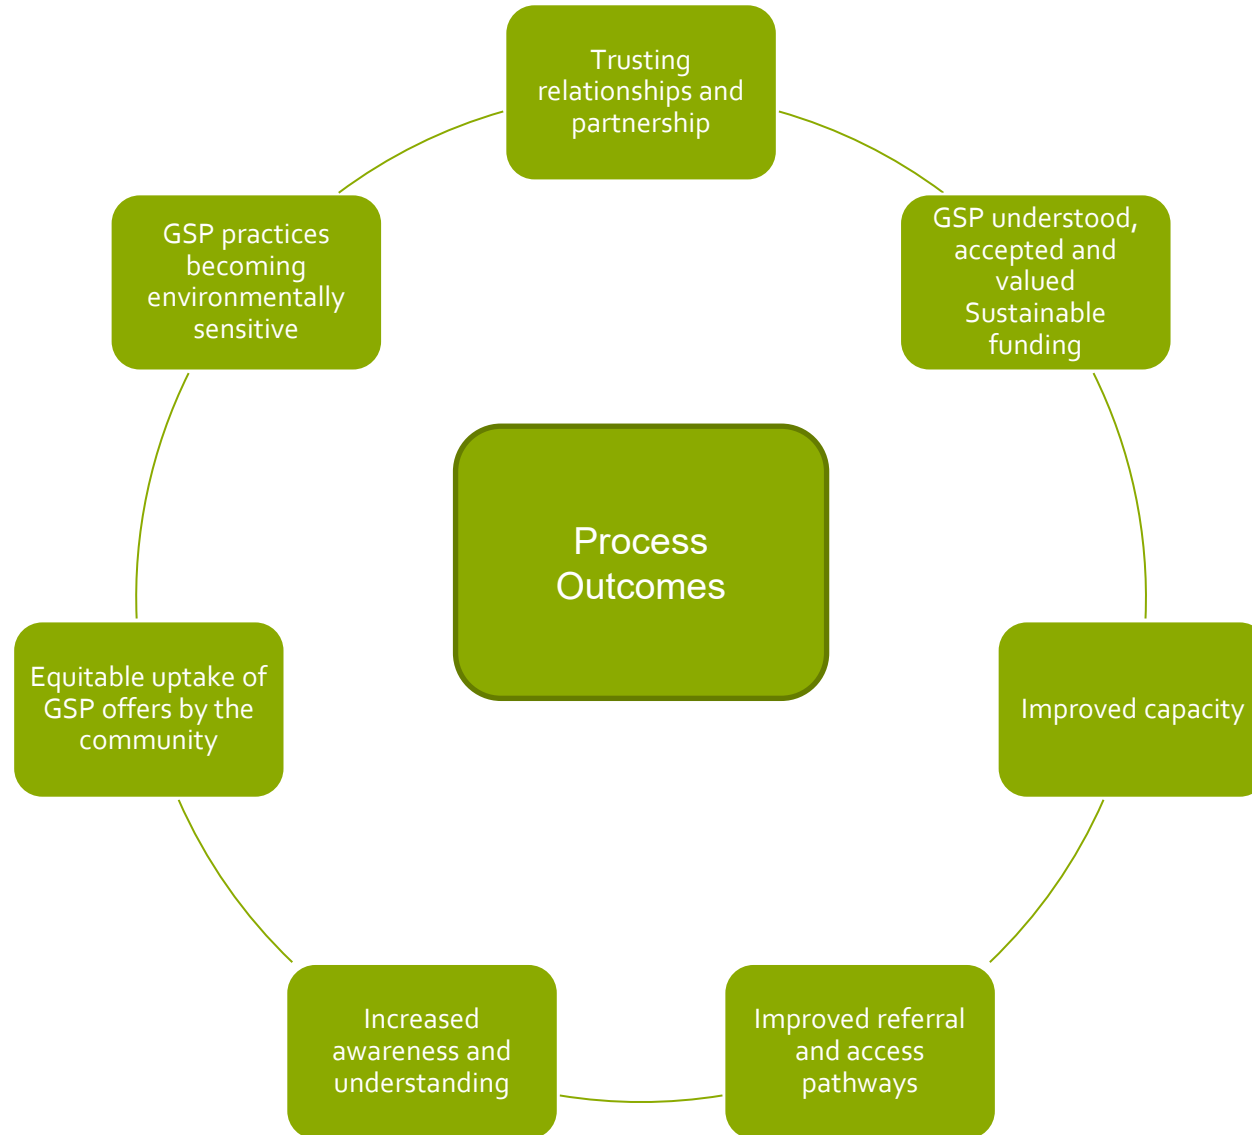 Trusting
relationships and
partnership
GSP understood,
accepted and
valued
Sustainable
funding
Improved capacity
Improved referral
and access
pathways
Increased
awareness and
understanding
Equitable uptake of
GSP offers by the
community
GSP practices
becoming
environmentally
sensitive
Process
Outcomes